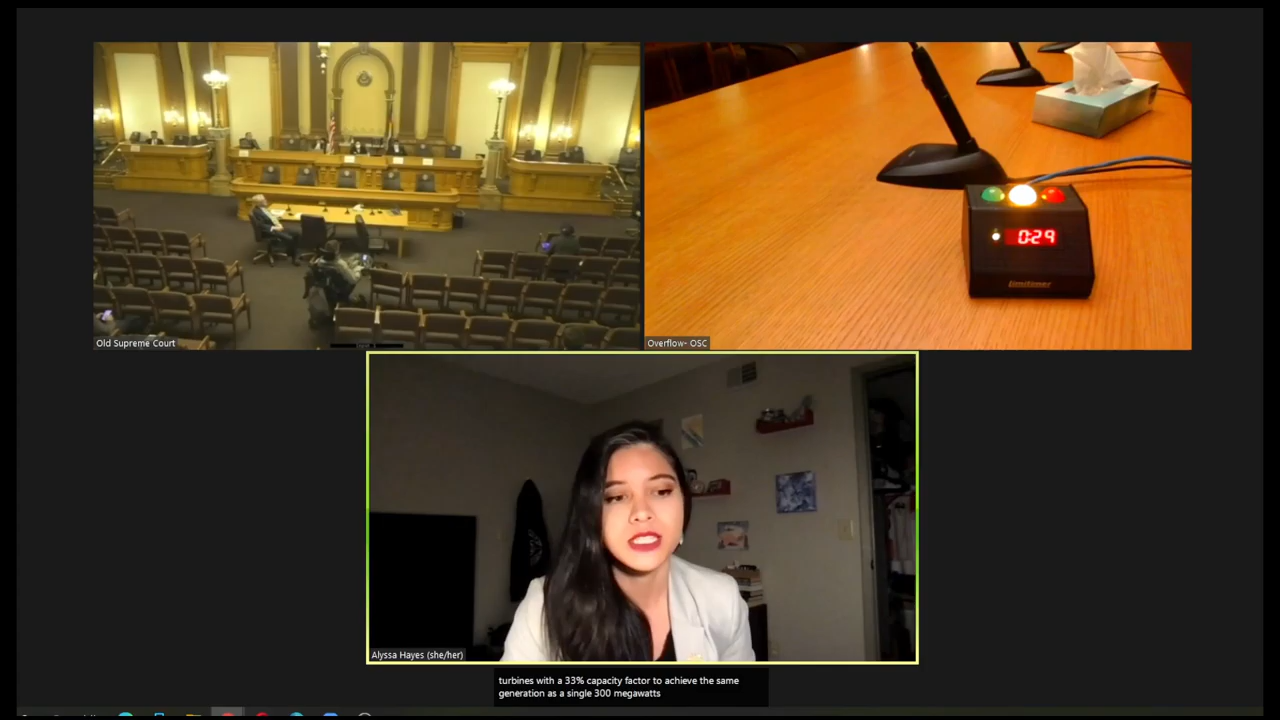 Old Supreme Court
0:29
limitimer
Overflow- OSC
Alyssa Hayes (she/her)
turbines with a 33% capacity factor to achieve the same
generation as a single 300 megawatts